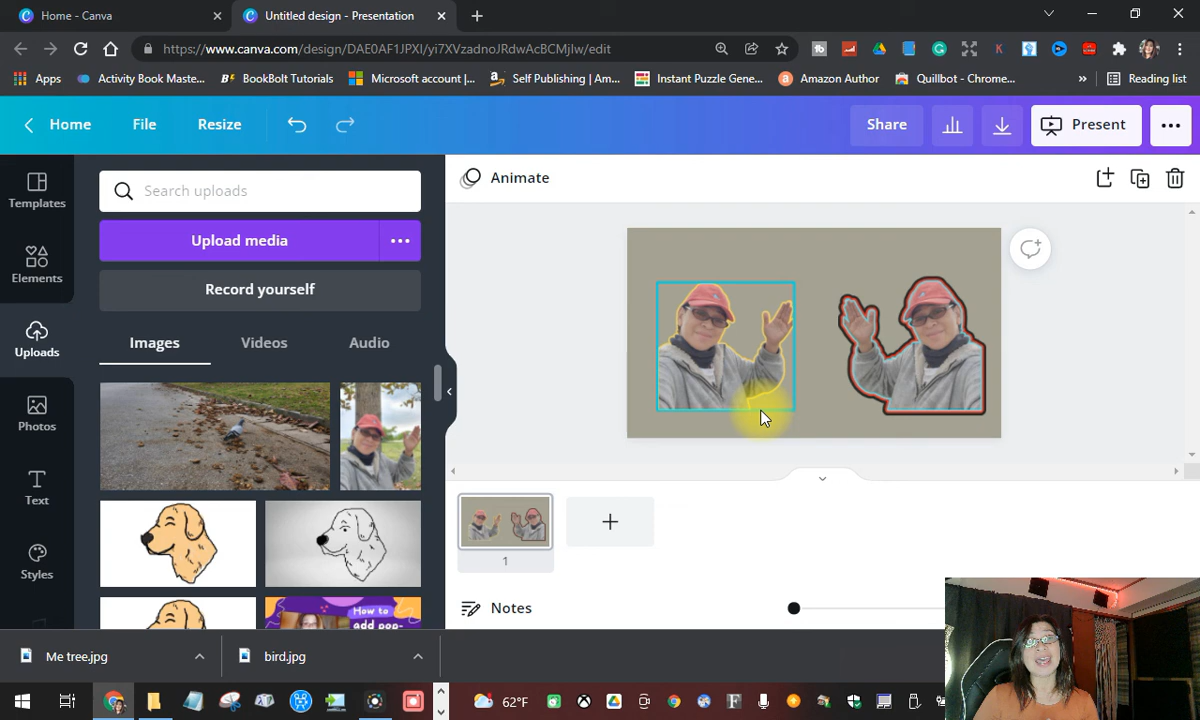 Home - Canva
Untitled design - Presentation
https://www.canva.com/design/DAE0AF1JPXI/yi7XVzadnoJRdwAcBCMjlw/edit
Apps
Activity Book Maste...
BookBolt Tutorials
Microsoft account |...
Self Publishing | Am...
Instant Puzzle Gene...
Amazon Author
Quillbot - Chrome...
Reading list
Home
File
Resize
Share
Present
Templates
Elements
Uploads
Photos
Text
Styles
Search uploads
Upload media
Record yourself
Images
Videos
Audio
How to
add pop-
Animate
1
Notes
Me tree.jpg
bird.jpg
62°F